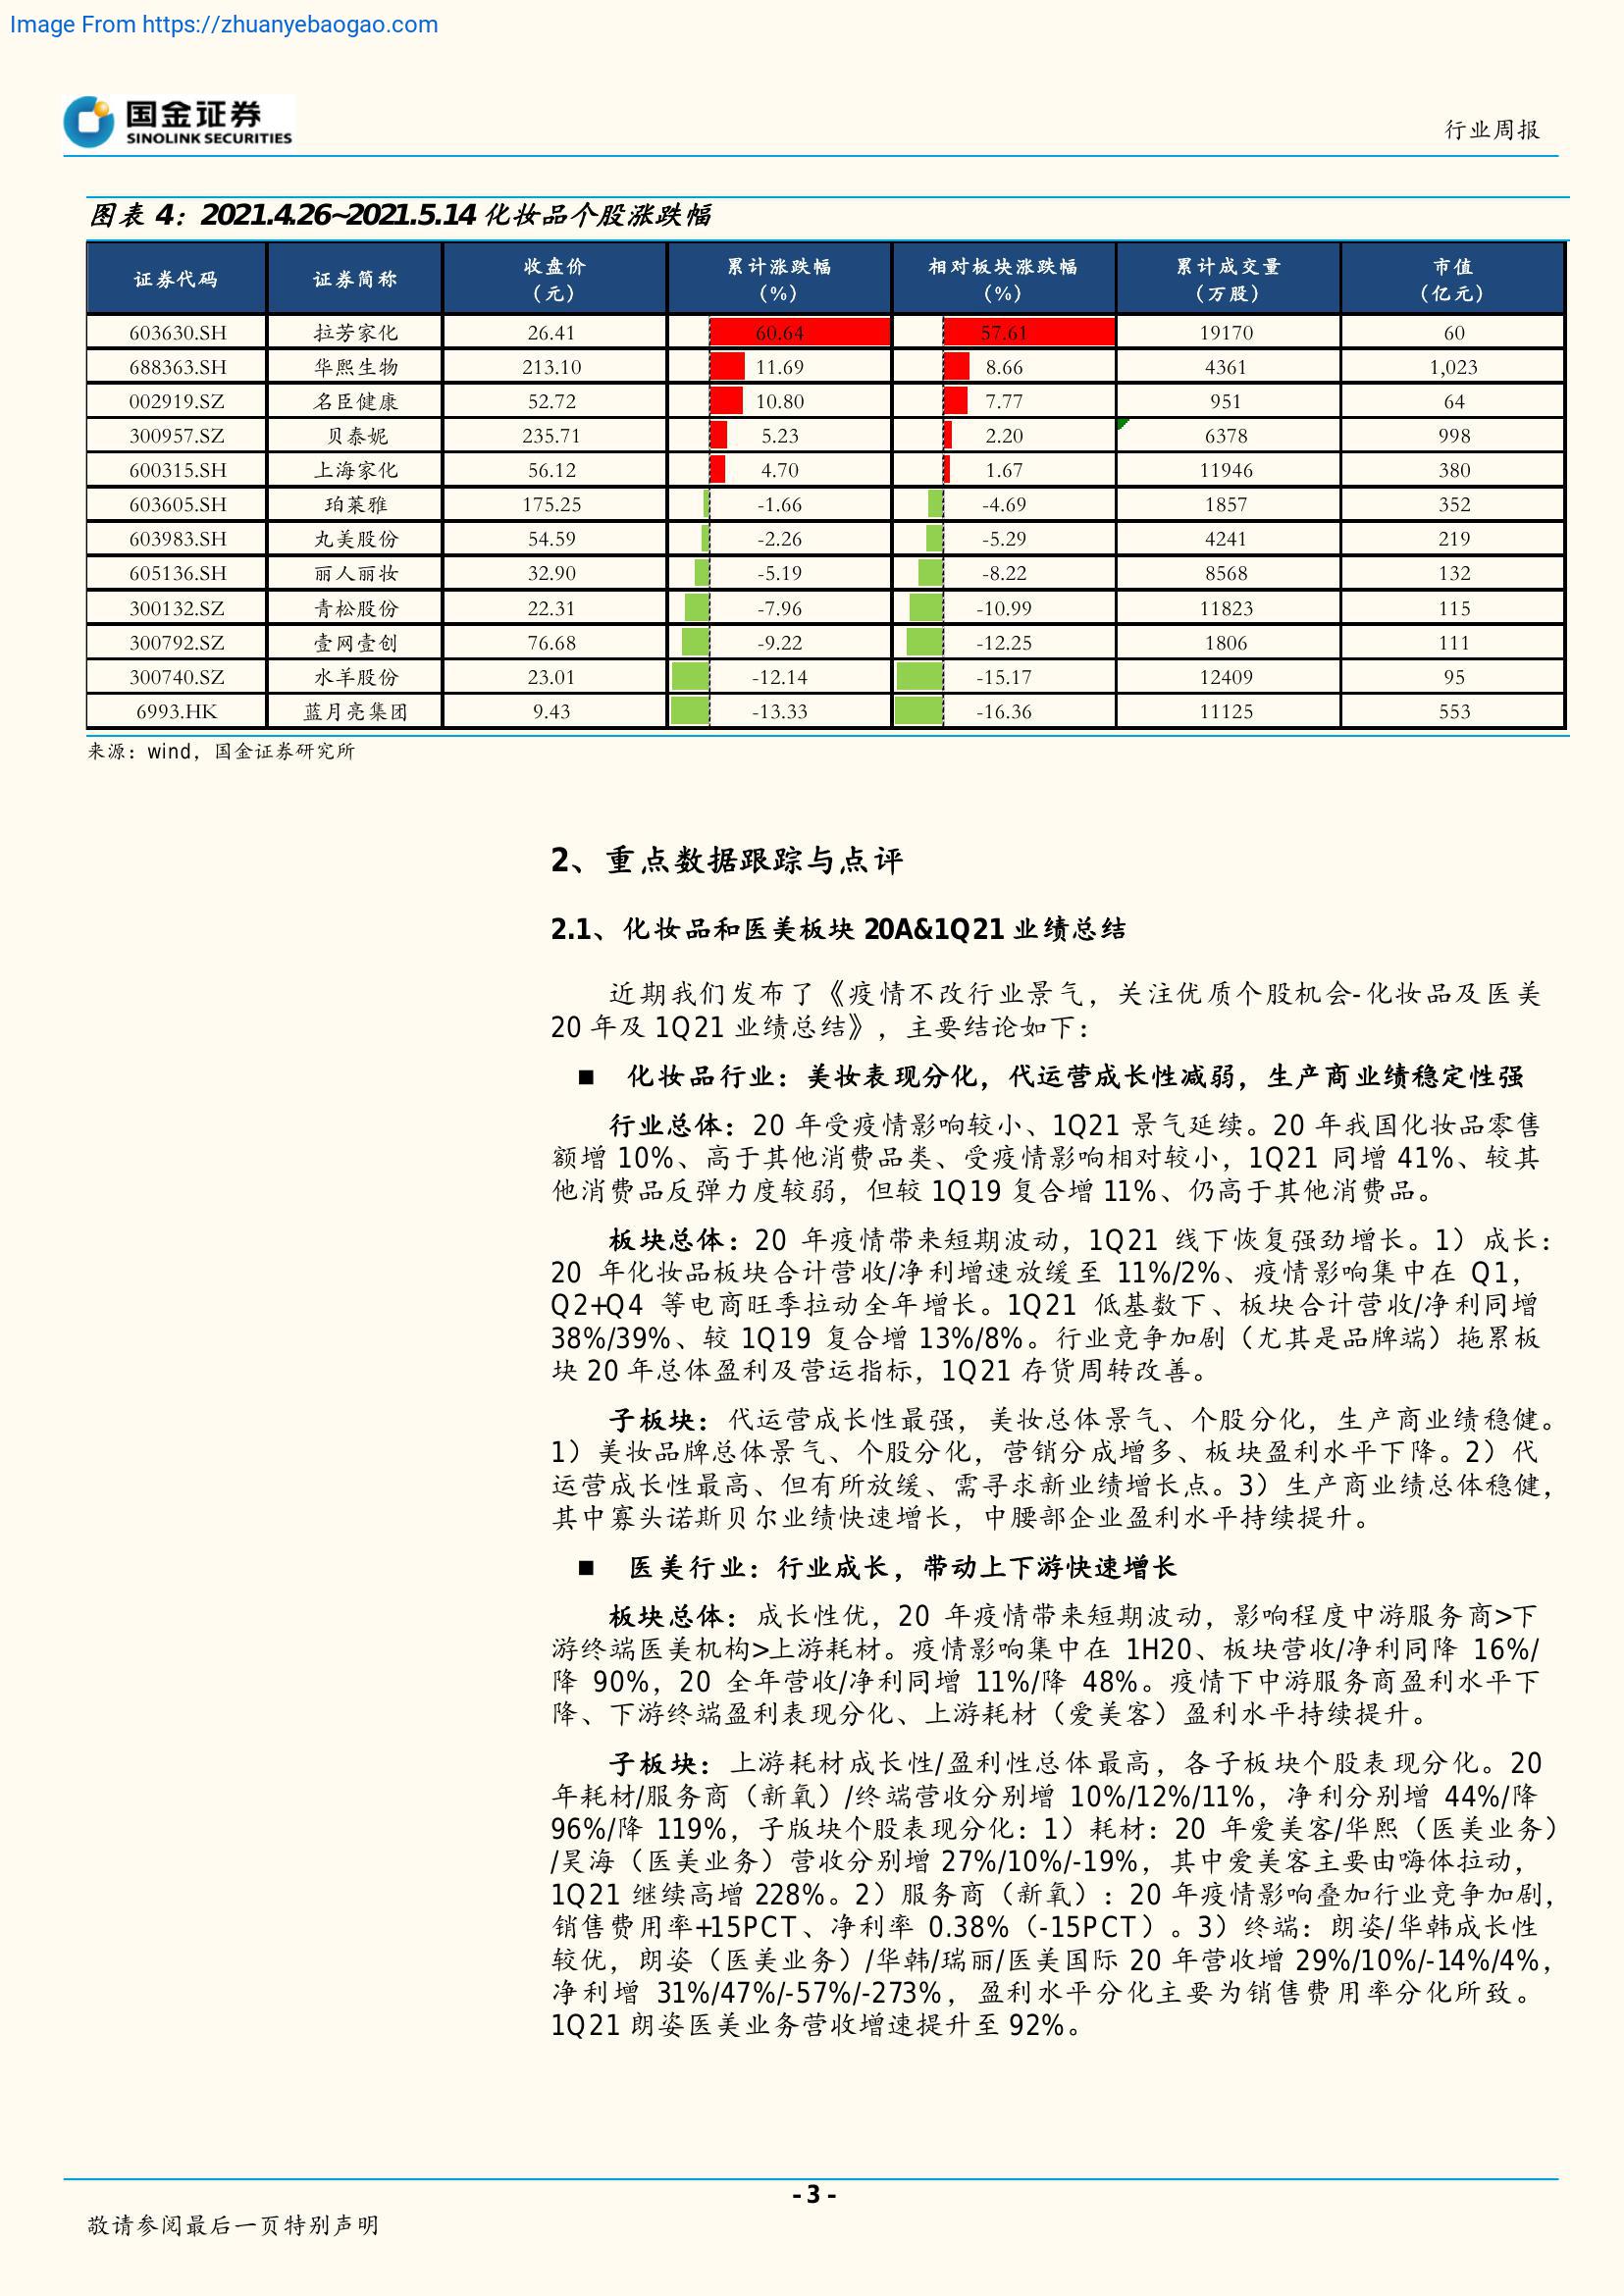 Image From https://zhuanyebaogao.com
国金证券
SINOLINK SECURITIES
行业周报
图表 4：2021.4.26~2021.5.14 化妆品个股涨跌幅
证券代码 证券简称 收盘价（元） 累计涨跌幅（%） 相对板块涨跌幅（%） 累计成交量（万股） 市值（亿元）
603630.SH 拉芳家化 26.41 60.64 57.61 19170 60
688363.SH 华熙生物 213.10 11.69 8.66 4361 1,023
002919.SZ 名臣健康 52.72 10.80 7.77 951 64
300957.SZ 贝泰妮 235.71 5.23 2.20 6378 998
600315.SH 上海家化 56.12 4.70 1.67 11946 380
603605.SH 珀莱雅 175.25 -1.66 -4.69 1857 352
603983.SH 丸美股份 54.59 -2.26 -5.29 4241 219
605136.SH 丽人丽妆 32.90 -5.19 -8.22 8568 132
300132.SZ 青松股份 22.31 -7.96 -10.99 11823 115
300792.SZ 壹网壹创 76.68 -9.22 -12.25 1806 111
300740.SZ 水羊股份 23.01 -12.14 -15.17 12409 95
6993.HK 蓝月亮集团 9.43 -13.33 -16.36 11125 553
来源：wind，国金证券研究所
2、重点数据跟踪与点评
2.1、化妆品和医美板块 20A&1Q21 业绩总结
近期我们发布了《疫情不改行业景气，关注优质个股机会-化妆品及医美
20 年及 1Q21 业绩总结》，主要结论如下：
■ 化妆品行业：美妆表现分化，代运营成长性减弱，生产商业绩稳定性强
行业总体：20 年受疫情影响较小、1Q21 景气延续。20 年我国化妆品零售
额增 10%、高于其他消费品类、受疫情影响相对较小，1Q21 同增 41%、较其
他消费品反弹力度较弱，但较 1Q19 复合增 11%、仍高于其他消费品。
板块总体：20 年疫情带来短期波动，1Q21 线下恢复强劲增长。1）成长：
20 年化妆品板块合计营收/净利增速放缓至 11%/2%、疫情影响集中在 Q1，
Q2+Q4 等电商旺季拉动全年增长。1Q21 低基数下、板块合计营收/净利同增
38%/39%、较 1Q19 复合增 13%/8%。行业竞争加剧（尤其是品牌端）拖累板
块 20 年总体盈利及营运指标，1Q21 存货周转改善。
子板块：代运营成长性最强，美妆总体景气、个股分化，生产商业绩稳健。
1）美妆品牌总体景气、个股分化，营销分成增多、板块盈利水平下降。2）代
运营成长性最高、但有所放缓、需寻求新业绩增长点。3）生产商业绩总体稳健，
其中寡头诺斯贝尔业绩快速增长，中腰部企业盈利水平持续提升。
■ 医美行业：行业成长，带动上下游快速增长
板块总体：成长性优，20 年疫情带来短期波动，影响程度中游服务商>下
游终端医美机构>上游耗材。疫情影响集中在 1H20、板块营收/净利同降 16%/
降 90%，20 全年营收/净利同增 11%/降 48%。疫情下中游服务商盈利水平下
降、下游终端盈利表现分化、上游耗材（爱美客）盈利水平持续提升。
子板块：上游耗材成长性/盈利性总体最高，各子板块个股表现分化。20
年耗材/服务商（新氧）/终端营收分别增 10%/12%/11%，净利分别增 44%/降
96%/降 119%，子版块个股表现分化：1）耗材：20 年爱美客/华熙（医美业务）
/昊海（医美业务）营收分别增 27%/10%/-19%，其中爱美客主要由嗨体拉动，
1Q21 继续高增 228%。2）服务商（新氧）：20 年疫情影响叠加行业竞争加剧，
销售费用率+15PCT、净利率 0.38%（-15PCT）。3）终端：朗姿/华韩成长性
较优，朗姿（医美业务）/华韩/瑞丽/医美国际 20 年营收增 29%/10%/-14%/4%，
净利增 31%/47%/-57%/-273%，盈利水平分化主要为销售费用率分化所致。
1Q21 朗姿医美业务营收增速提升至 92%。
- 3 -
敬请参阅最后一页特别声明